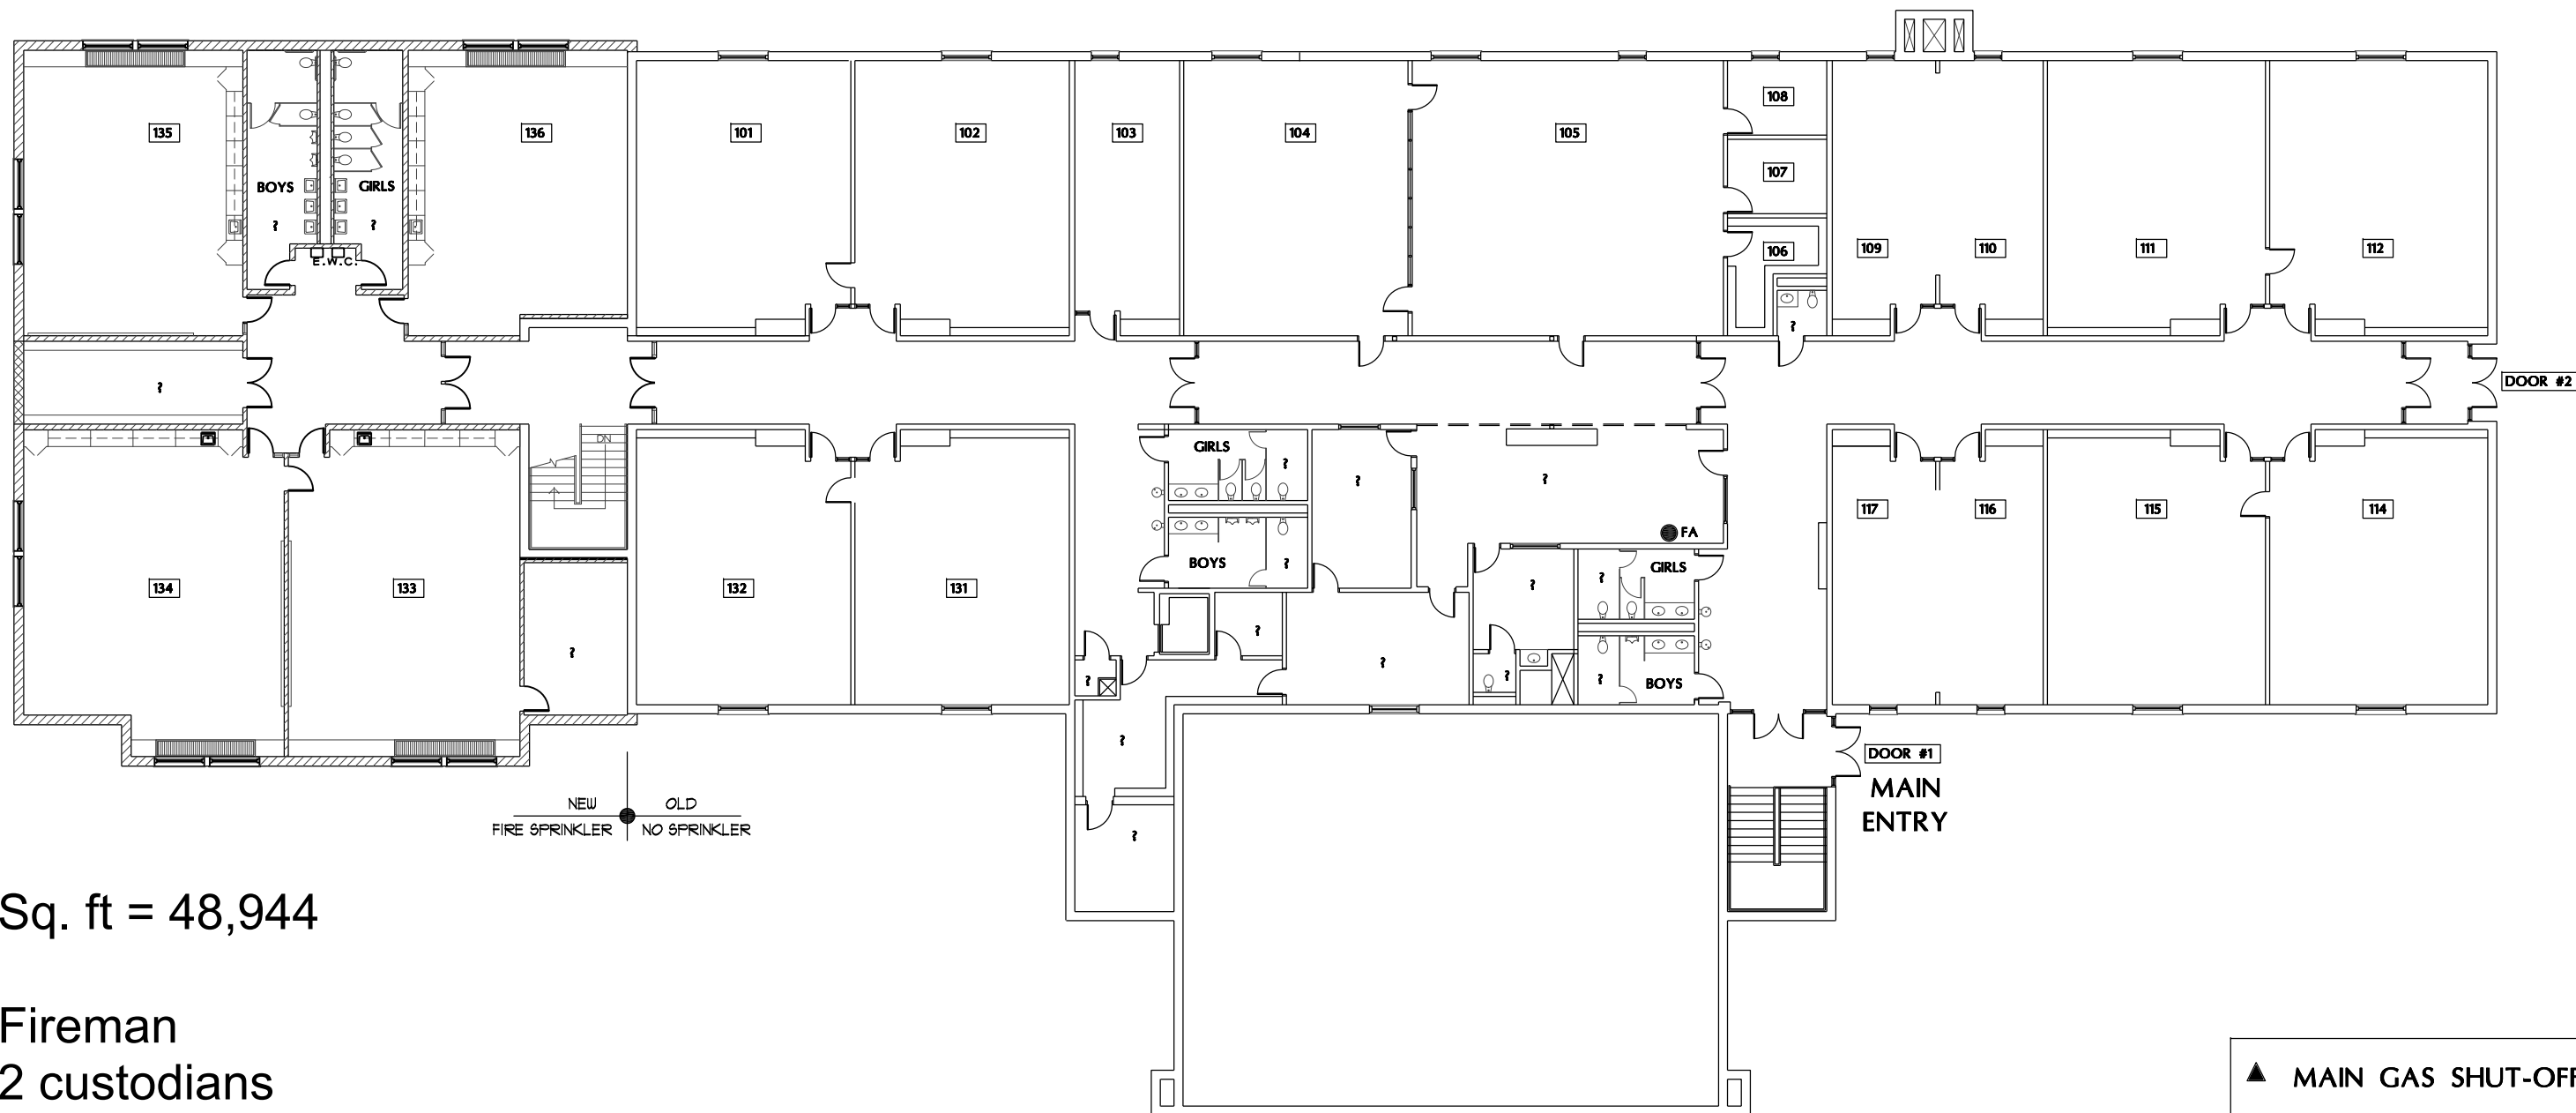 108
135
136
101
102
103
104
105
107
BOYS
GIRLS
?
?
109
110
111
112
106
E.W.C.
?
?
DOOR #2
DN
GIRLS
?
?
?
117
116
115
114
FA
BOYS
?
GIRLS
?
?
134
133
132
131
?
?
?
?
?
?
BOYS
?
DOOR #1
MAIN
ENTRY
NEW
OLD
FIRE SPRINKLER
NO SPRINKLER
?
Sq. ft = 48,944
Fireman
2 custodians
MAIN GAS SHUT-OFF